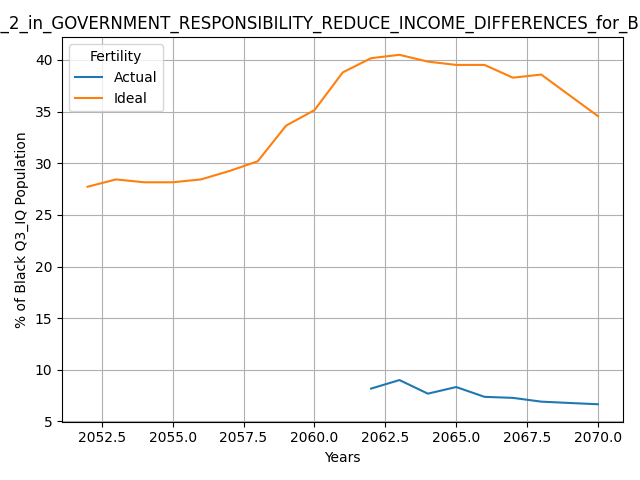 _2_in_GOVERNMENT_RESPONSIBILITY_REDUCE_INCOME_DIFFERENCES_for_B
Fertility
Actual
Ideal
40
35
30
25
20
15
10
5
% of Black Q3_IQ Population
2052.5 2055.0 2057.5 2060.0 2062.5 2065.0 2067.5 2070.0
Years